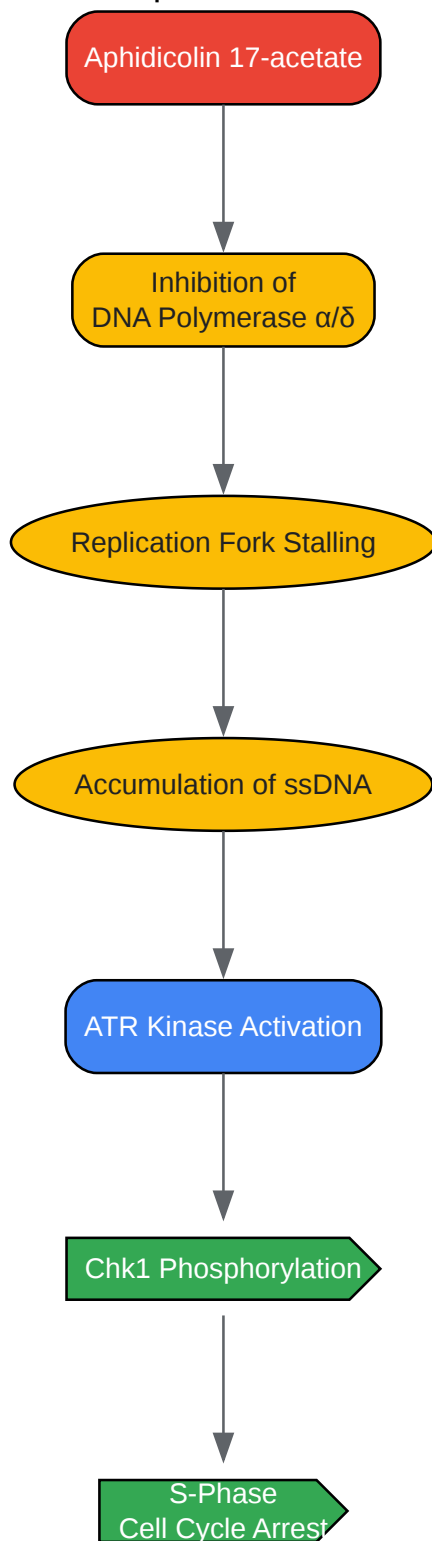 Aphidicolin 17-acetate
Inhibition of
DNA Polymerase α/δ
Replication Fork Stalling
Accumulation of ssDNA
ATR Kinase Activation
Chk1 Phosphorylation
S-Phase
Cell Cycle Arrest